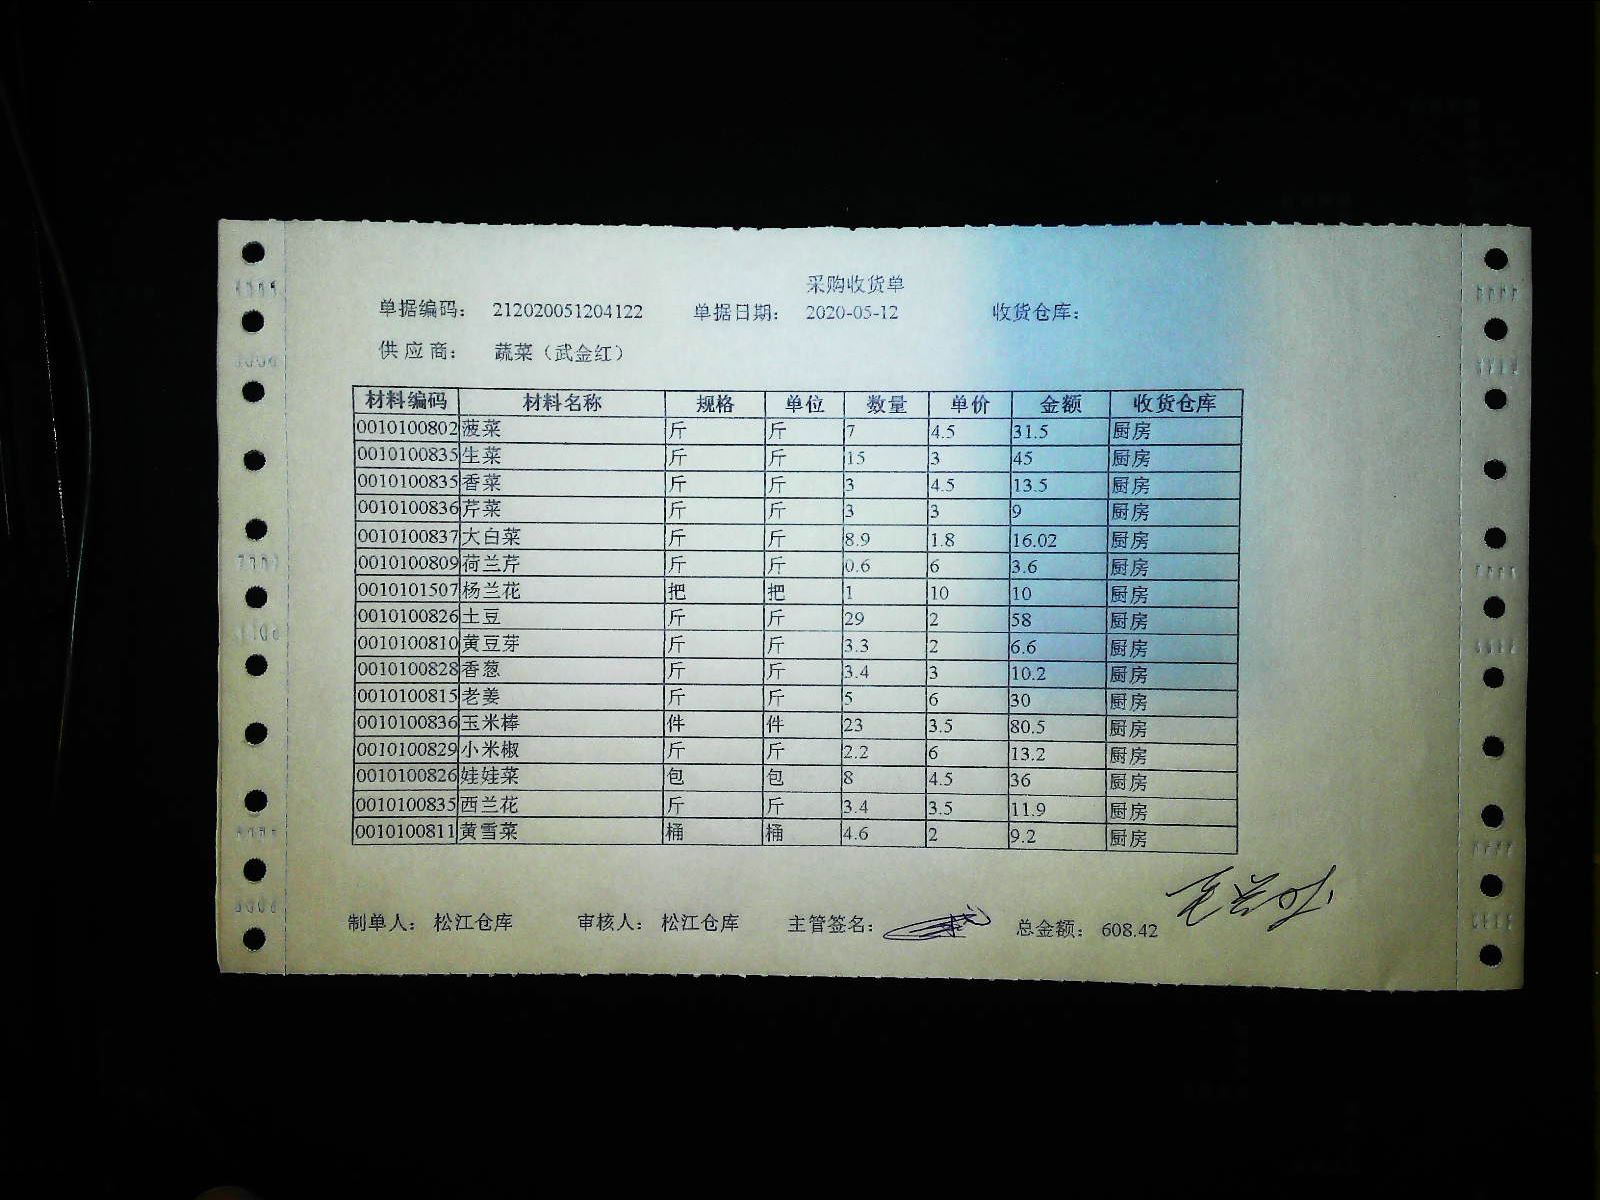 采购收货单
单据编码： 212020051204122 单据日期： 2020-05-12 收货仓库：
供应商： 蔬菜（武金红）
材料编码 材料名称 规格 单位 数量 单价 金额 收货仓库
0010100802 菠菜 斤 斤 7 4.5 31.5 厨房
0010100835 生菜 斤 斤 15 3 45 厨房
0010100835 香菜 斤 斤 3 4.5 13.5 厨房
0010100836 芹菜 斤 斤 3 3 9 厨房
0010100837 大白菜 斤 斤 8.9 1.8 16.02 厨房
0010100809 荷兰芹 斤 斤 0.6 6 3.6 厨房
0010101507 杨兰花 把 把 1 10 10 厨房
0010100826 土豆 斤 斤 29 2 58 厨房
0010100810 黄豆芽 斤 斤 3.3 2 6.6 厨房
0010100828 香葱 斤 斤 3.4 3 10.2 厨房
0010100815 老姜 斤 斤 5 6 30 厨房
0010100836 玉米棒 件 件 23 3.5 80.5 厨房
0010100829 小米椒 斤 斤 2.2 6 13.2 厨房
0010100826 娃娃菜 包 包 8 4.5 36 厨房
0010100835 西兰花 斤 斤 3.4 3.5 11.9 厨房
0010100811 黄雪菜 桶 桶 4.6 2 9.2 厨房
制单人： 松江仓库 审核人： 松江仓库 主管签名： 总金额： 608.42